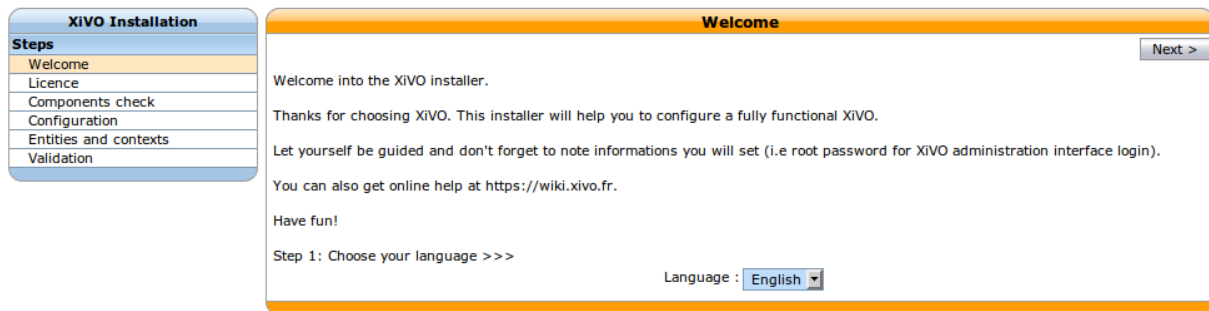 XiVO Installation
Steps
Welcome
Licence
Components check
Configuration
Entities and contexts
Validation
Welcome
Next >
Welcome into the XiVO installer.
Thanks for choosing XiVO. This installer will help you to configure a fully functional XiVO.
Let yourself be guided and don't forget to note informations you will set (i.e root password for XiVO administration interface login).
You can also get online help at https://wiki.xivo.fr.
Have fun!
Step 1: Choose your language >>>
Language : English